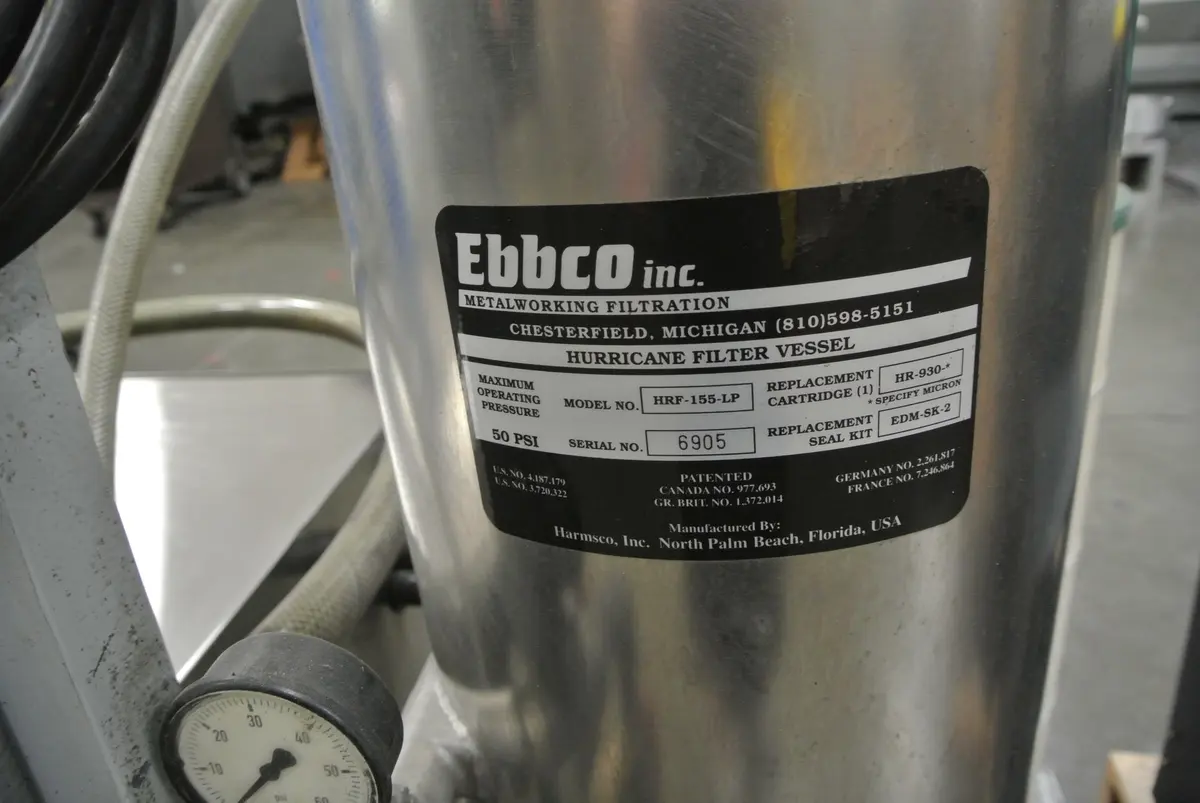 Ebbco inc.
METALWORKING FILTRATION
CHESTERFIELD, MICHIGAN (810)598-5151
HURRICANE FILTER VESSEL
MAXIMUM
OPERATING
PRESSURE
50 PSI
MODEL NO. HRF-155-LP
SERIAL NO. 6905
REPLACEMENT
CARTRIDGE (1) HR-930-*
* SPECIFY MICRON
REPLACEMENT
SEAL KIT EDM-SK-2
U.S. NO. 4,187,179
U.S. NO. 3,720,322
PATENTED
CANADA NO. 977,693
GR. BRIT. NO. 1,372,014
GERMANY NO. 2,261,817
FRANCE NO. 7,246,864
Manufactured By:
Harmsco, Inc. North Palm Beach, Florida, USA
10
20
30
40
50
60